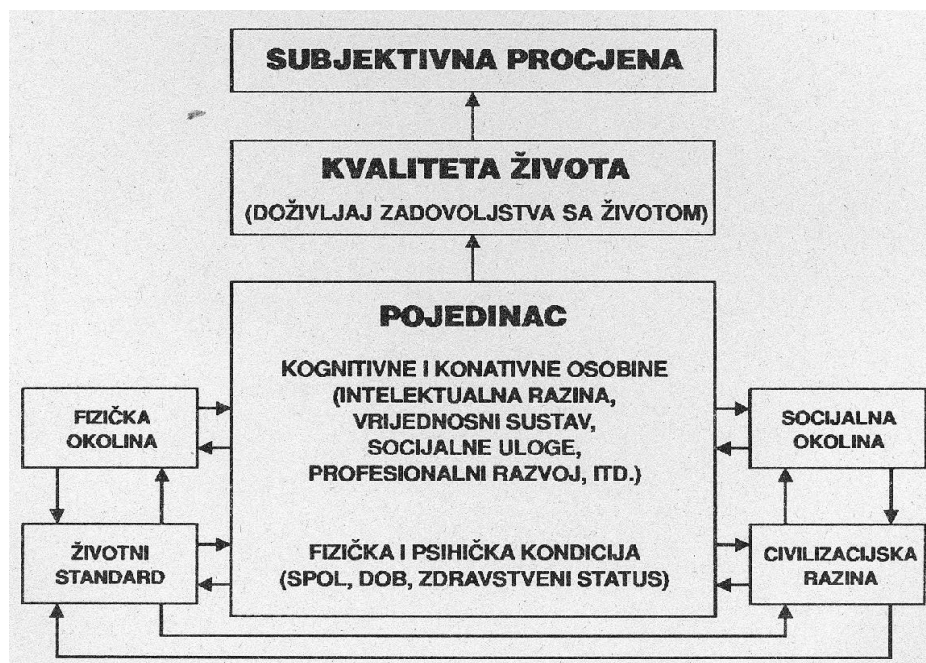 SUBJEKTIVNA PROCJENA
KVALITETA ŽIVOTA
(DOŽIVLJAJ ZADOVOLJSTVA SA ŽIVOTOM)
POJEDINAC
KOGNITIVNE I KONATIVNE OSOBINE
(INTELEKTUALNA RAZINA,
VRIJEDNOSNI SUSTAV,
SOCIJALNE ULOGE,
PROFESIONALNI RAZVOJ, ITD.)
FIZIČKA I PSIHIČKA KONDICIJA
(SPOL, DOB, ZDRAVSTVENI STATUS)
FIZIČKA
OKOLINA
ŽIVOTNI
STANDARD
SOCIJALNA
OKOLINA
CIVILIZACIJSKA
RAZINA